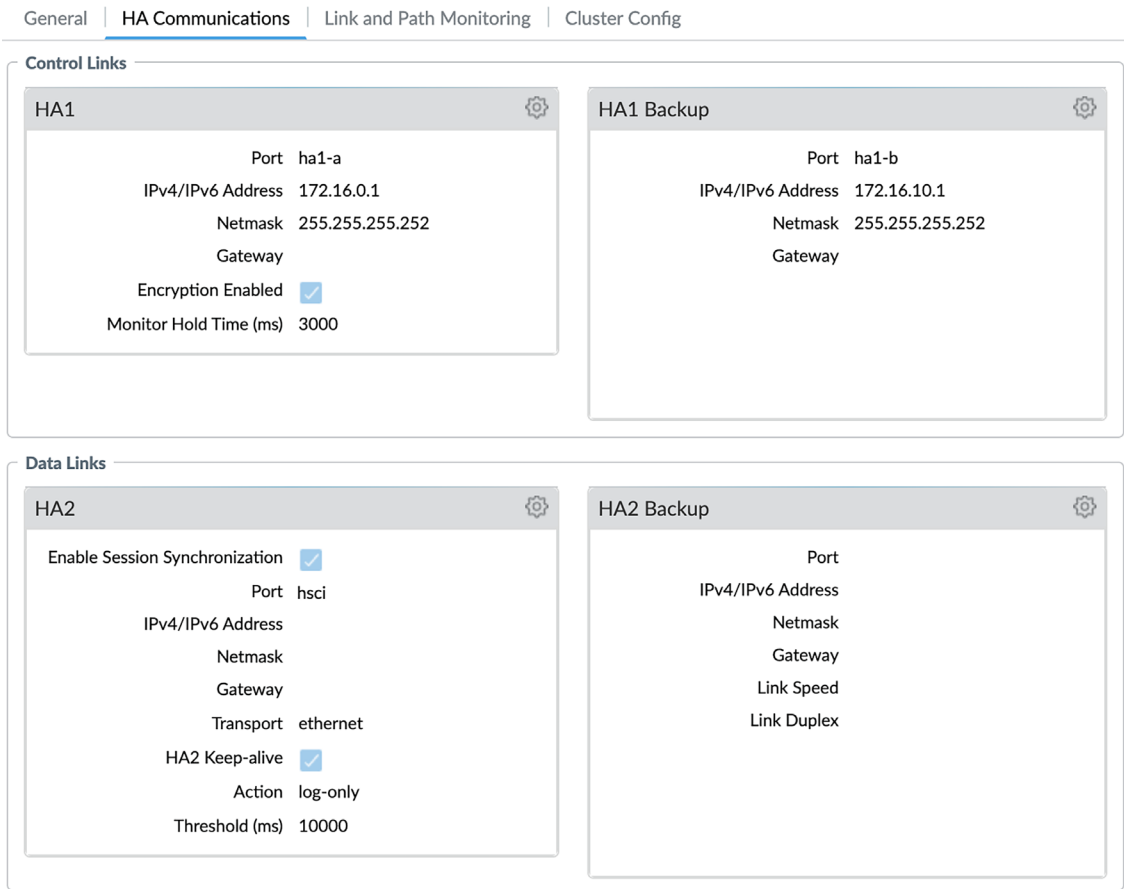 General HA Communications Link and Path Monitoring Cluster Config
Control Links
HA1
Port ha1-a
IPv4/IPv6 Address 172.16.0.1
Netmask 255.255.255.252
Gateway
Encryption Enabled
Monitor Hold Time (ms) 3000
HA1 Backup
Port ha1-b
IPv4/IPv6 Address 172.16.10.1
Netmask 255.255.255.252
Gateway
Data Links
HA2
Enable Session Synchronization
Port hsci
IPv4/IPv6 Address
Netmask
Gateway
Transport ethernet
HA2 Keep-alive
Action log-only
Threshold (ms) 10000
HA2 Backup
Port
IPv4/IPv6 Address
Netmask
Gateway
Link Speed
Link Duplex